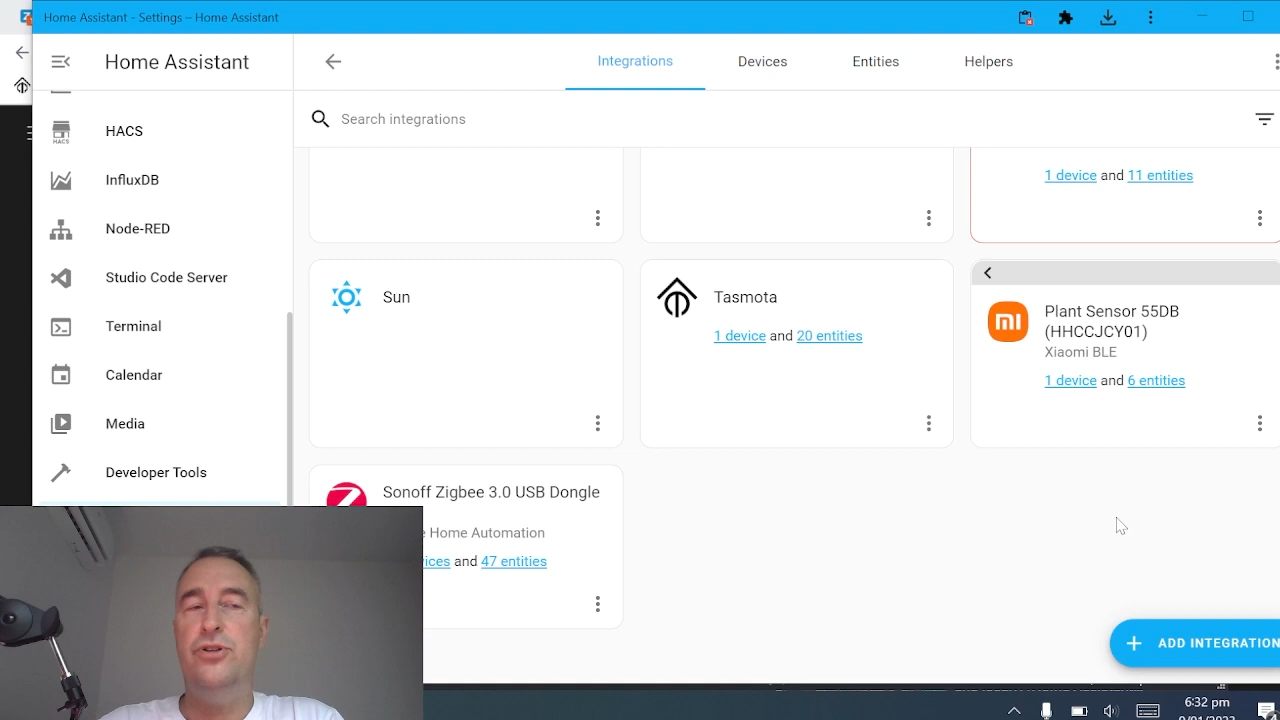 Home Assistant - Settings – Home Assistant
Home Assistant
Integrations
Devices
Entities
Helpers
Search integrations
HACS
HACS
InfluxDB
Node-RED
Studio Code Server
Terminal
Calendar
Media
Developer Tools
1 device and 11 entities
Sun
Tasmota
1 device and 20 entities
mi
Plant Sensor 55DB
(HHCCJCY01)
Xiaomi BLE
1 device and 6 entities
Sonoff Zigbee 3.0 USB Dongle
Home Automation
and 47 entities
ADD INTEGRATION
6:32 pm